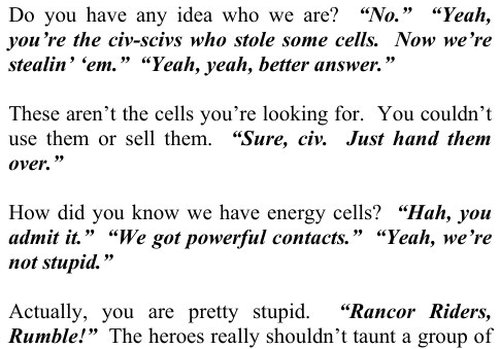 Do you have any idea who we are?  “No.”  “Yeah,
you’re the civ-scivs who stole some cells.  Now we’re
stealin’ ‘em.”  “Yeah, yeah, better answer.”
These aren’t the cells you’re looking for.  You couldn’t
use them or sell them.  “Sure, civ.  Just hand them
over.”
How did you know we have energy cells?  “Hah, you
admit it.”  “We got powerful contacts.”  “Yeah, we’re
not stupid.”
Actually, you are pretty stupid.  “Rancor Riders,
Rumble!”  The heroes really shouldn’t taunt a group of